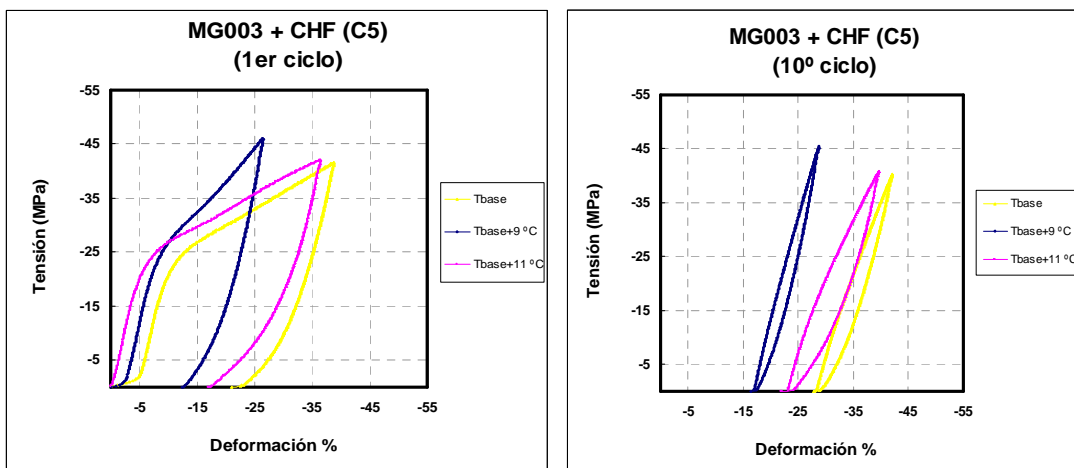 MG003 + CHF (C5)
(1er ciclo)
-55
-45
-35
-25
-15
-5
-5
-15
-25
-35
-45
-55
Tensión (MPa)
Deformación %
Tbase
Tbase+9 ºC
Tbase+11 ºC
MG003 + CHF (C5)
(10º ciclo)
-55
-45
-35
-25
-15
-5
-5
-15
-25
-35
-45
-55
Tensión (MPa)
Deformación %
Tbase
Tbase+9 ºC
Tbase+11 ºC